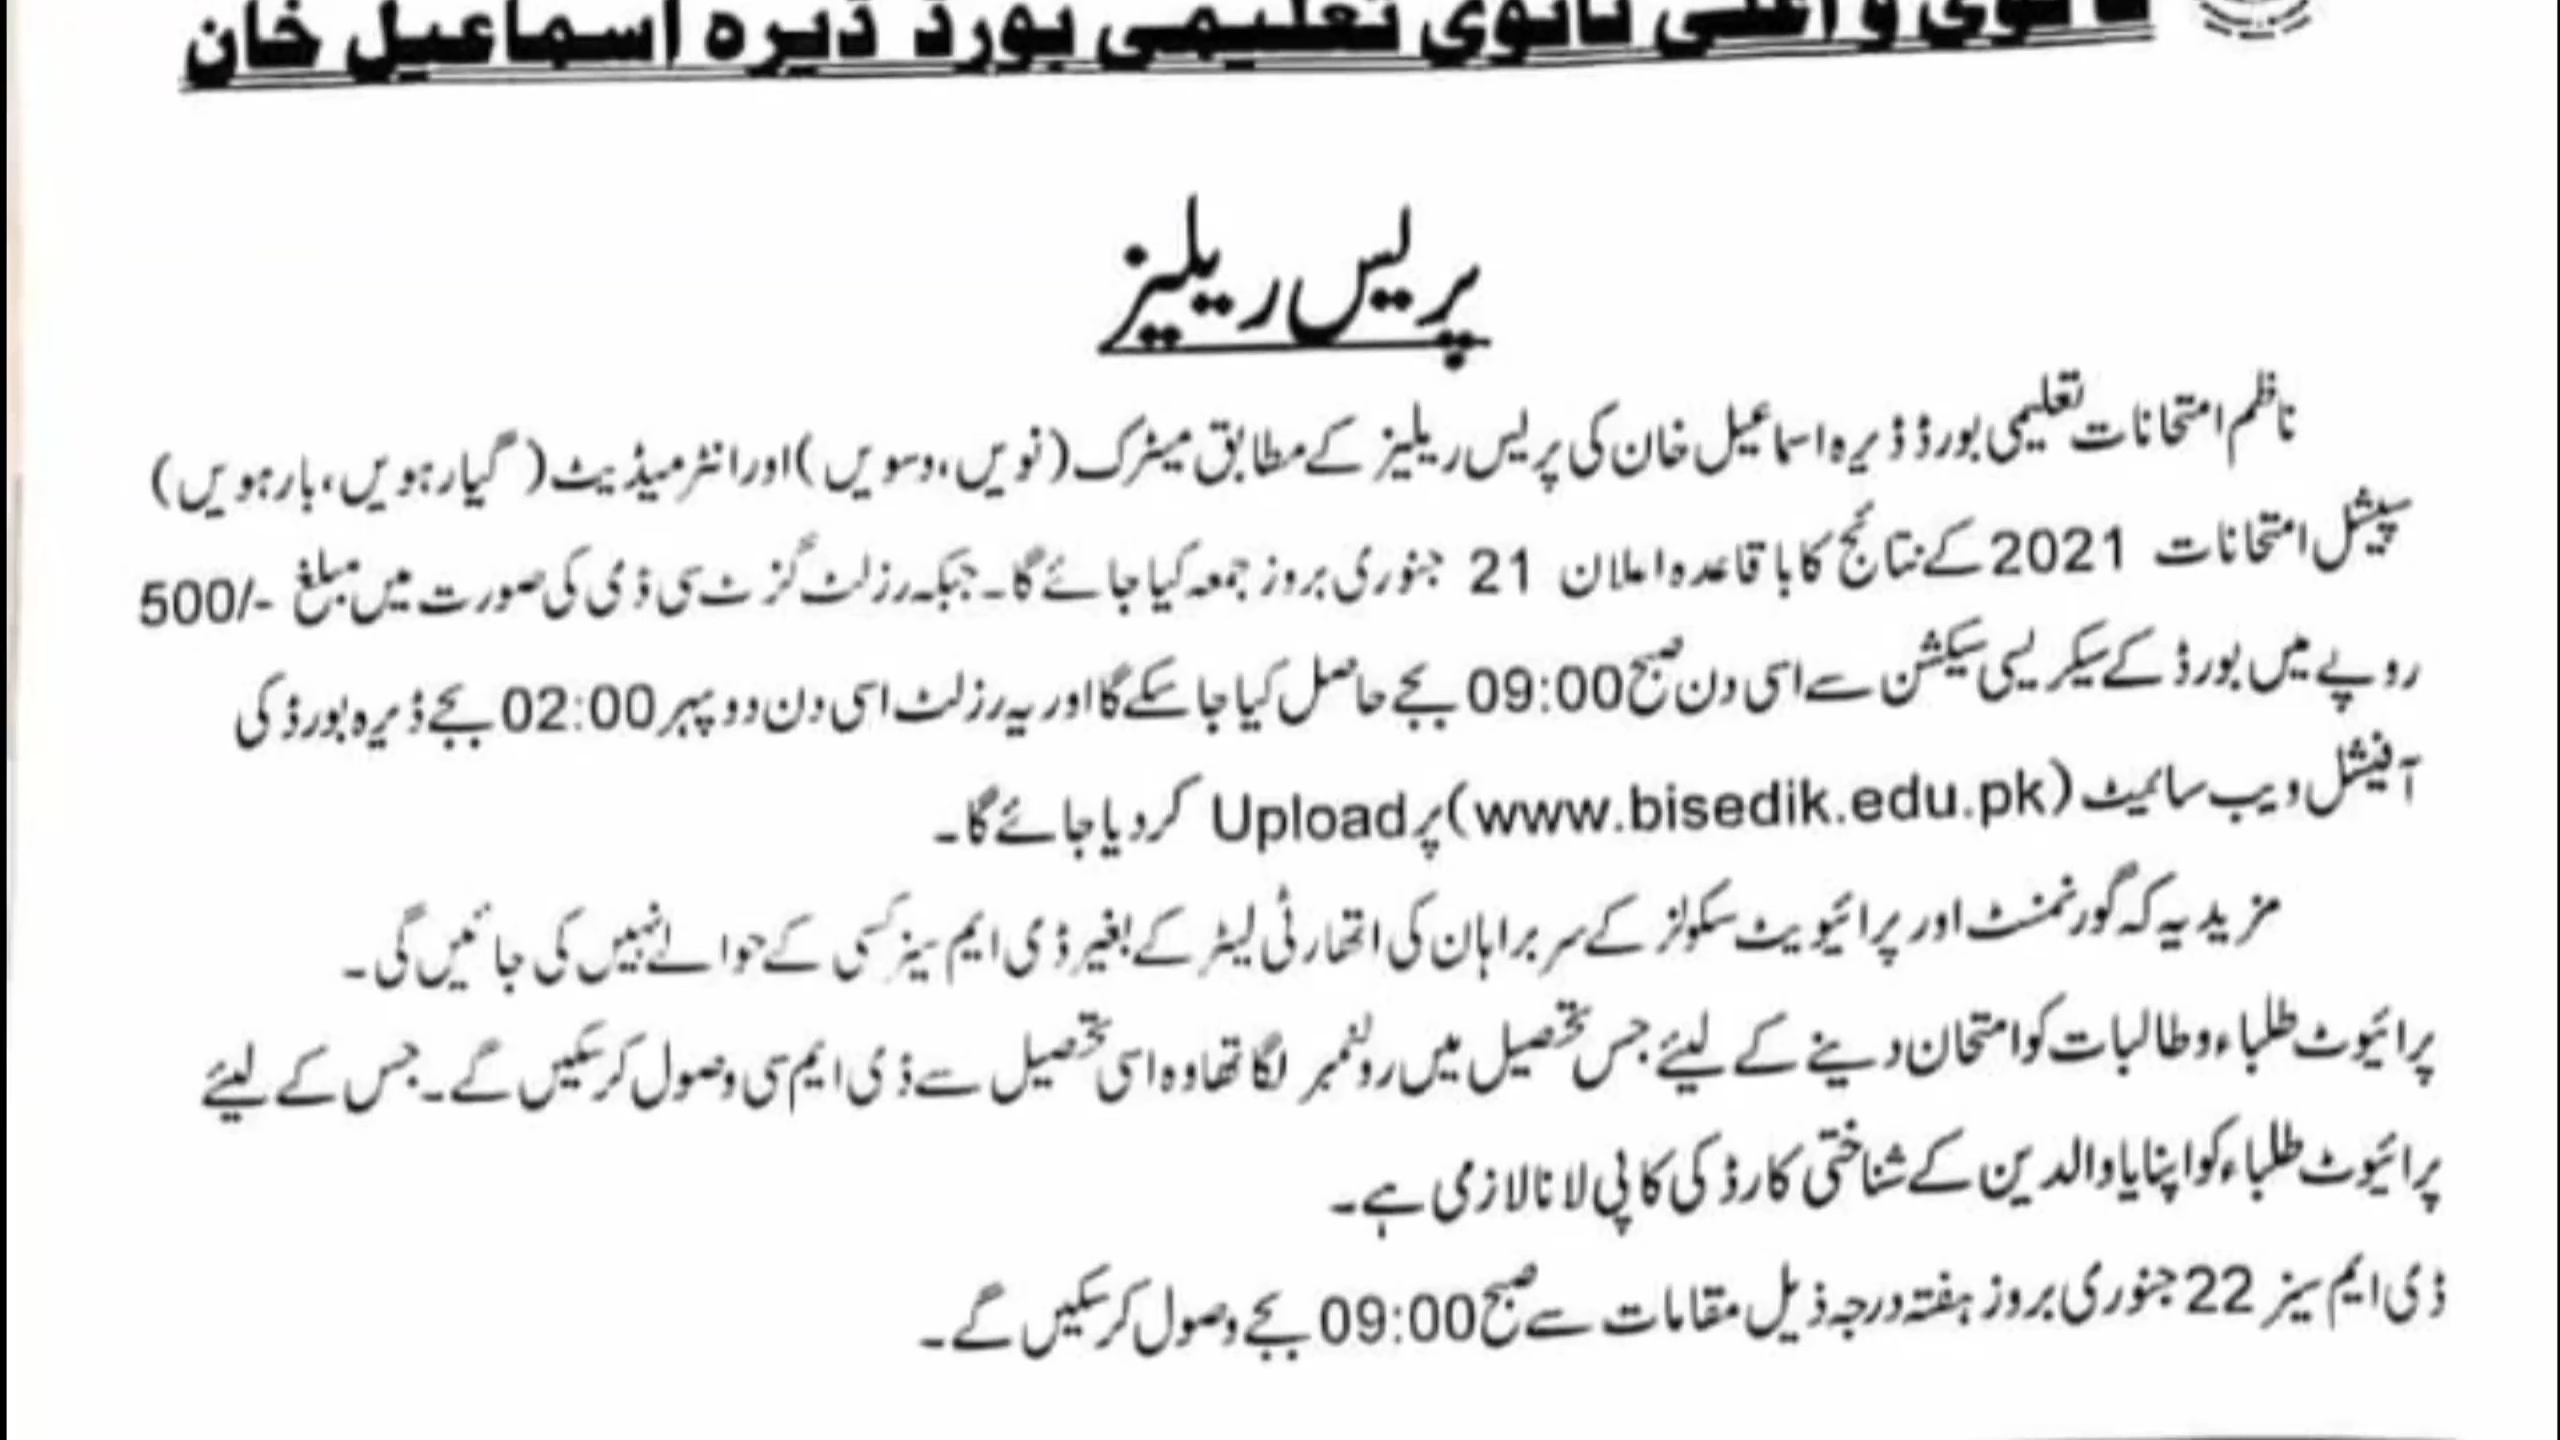 ثانوی و اعلٰی ثانوی تعلیمی بورڈ ڈیرہ اسماعیل خان
پریس ریلیز
ناظم امتحانات تعلیمی بورڈ ڈیرہ اسماعیل خان کی پریس ریلیز کے مطابق میٹرک (نویں، دسویں) اور انٹرمیڈیٹ (گیارہویں، بارہویں)
سپیشل امتحانات 2021 کے نتائج کا باقاعدہ اعلان 21 جنوری بروز جمعہ کیا جائے گا۔ جبکہ رزلٹ گزٹ سی ڈی کی صورت میں مبلغ -/500
روپے میں بورڈ کے سیکریسی سیکشن سے اسی دن صبح 09:00 بجے حاصل کیا جا سکے گا اور یہ رزلٹ اسی دن دوپہر 02:00 بجے ڈیرہ بورڈ کی
آفیشل ویب سائیٹ (www.bisedik.edu.pk) پر Upload کر دیا جائے گا۔
مزید یہ کہ گورنمنٹ اور پرائیویٹ سکولز کے سربراہان کی اتھارٹی لیٹر کے بغیر ڈی ایم سیز کسی کے حوالے نہیں کی جائیں گی۔
پرائیوٹ طلباء و طالبات کو امتحان دینے کے لیئے جس تحصیل میں رولنمبر لگا تھا وہ اسی تحصیل سے ڈی ایم سی وصول کر سکیں گے۔ جس کے لیئے
پرائیوٹ طلباء کو اپنا یا والدین کے شناختی کارڈ کی کاپی لانا لازمی ہے۔
ڈی ایم سیز 22 جنوری بروز ہفتہ درجہ ذیل مقامات سے صبح 09:00 بجے وصول کر سکیں گے۔